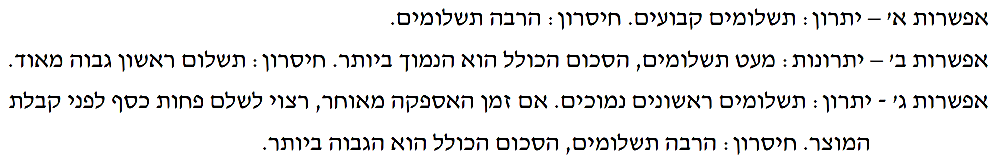 אפשרות א' – יתרון: תשלומים קבועים. חיסרון: הרבה תשלומים.
אפשרות ב' – יתרונות: מעט תשלומים, הסכום הכולל הוא הנמוך ביותר. חיסרון: תשלום ראשון גבוה מאוד.
אפשרות ג' - יתרון: תשלומים ראשונים נמוכים. אם זמן האספקה מאוחר, רצוי לשלם פחות כסף לפני קבלת
המוצר. חיסרון: הרבה תשלומים, הסכום הכולל הוא הגבוה ביותר.